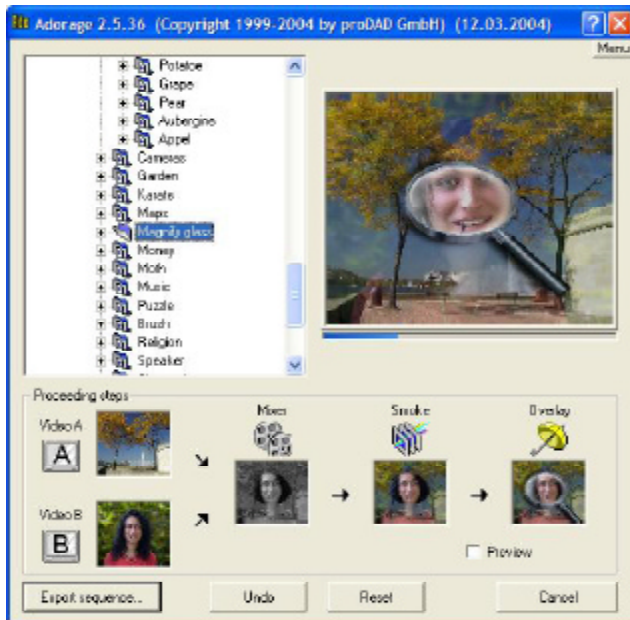 Adorage 2.5.36 (Copyright 1999-2004 by proDAD GmbH) (12.03.2004)
Menu
Potatoe
Grape
Pear
Aubergine
Appel
Cameras
Garden
Karate
Maps
Magnify glass
Money
Moth
Music
Puzzle
Brush
Religion
Speaker
Proceeding steps
Video A
A
Video B
B
Mixer
Smoke
Overlay
Preview
Export sequence...
Undo
Reset
Cancel